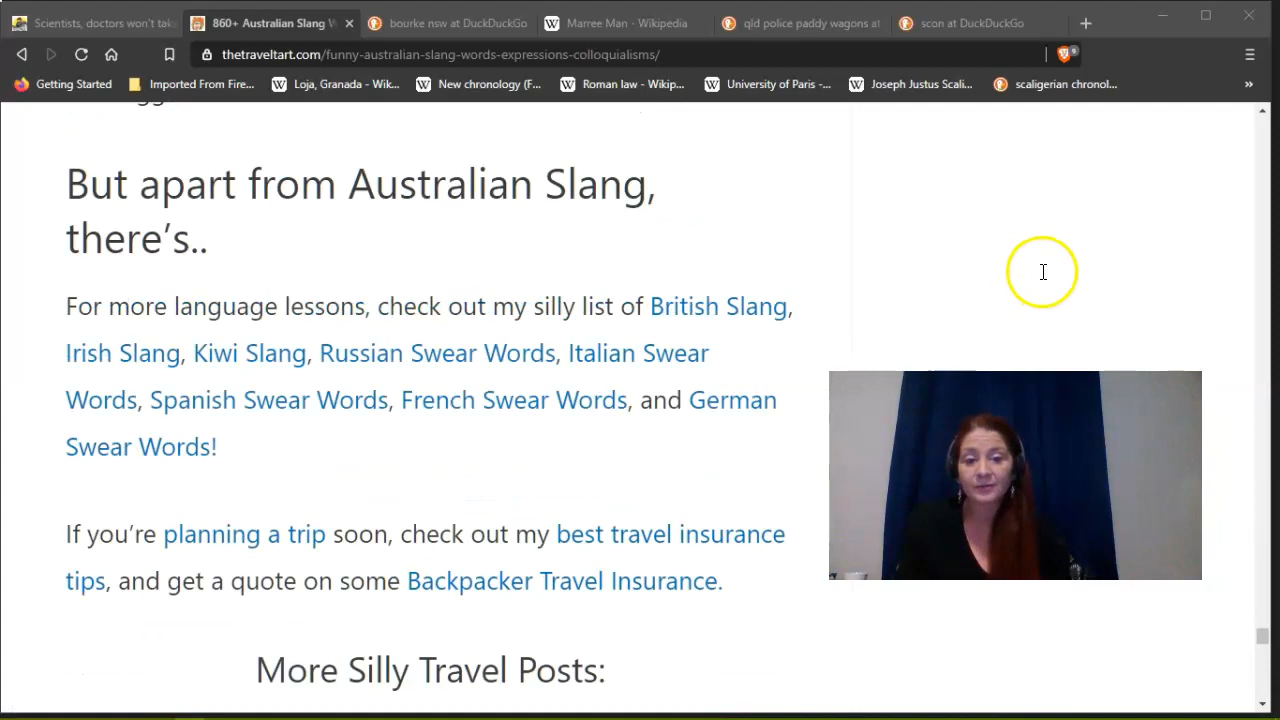 Scientists, doctors won't tak
860+ Australian Slang W
bourke nsw at DuckDuckGo
Marree Man - Wikipedia
qld police paddy wagons at
scon at DuckDuckGo
thetraveltart.com/funny-australian-slang-words-expressions-colloquialisms/
Getting Started
Imported From Fire...
Loja, Granada - Wik...
New chronology (F...
Roman law - Wikip...
University of Paris -...
Joseph Justus Scali...
scaligerian chronol...
But apart from Australian Slang,
there's..
For more language lessons, check out my silly list of British Slang,
Irish Slang, Kiwi Slang, Russian Swear Words, Italian Swear
Words, Spanish Swear Words, French Swear Words, and German
Swear Words!
If you're planning a trip soon, check out my best travel insurance
tips, and get a quote on some Backpacker Travel Insurance.
More Silly Travel Posts: